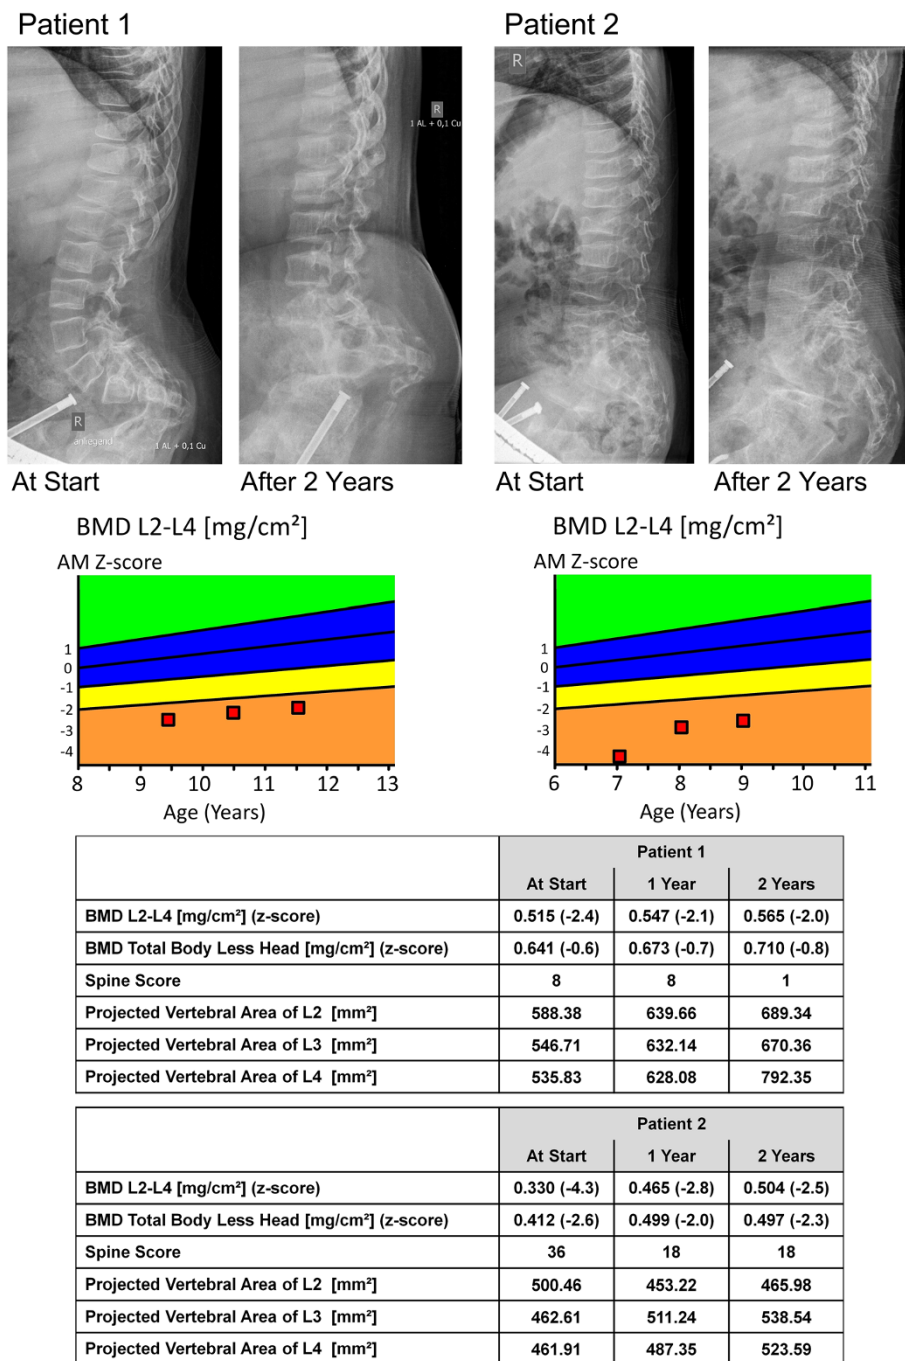 Patient 1
Patient 2
R
1 AL + 0,1 Cu
R
R
anliegend
1 AL + 0,1 Cu
At Start
After 2 Years
At Start
After 2 Years
BMD L2-L4 [mg/cm²]
AM Z-score
1
0
-1
-2
-3
-4
8 9 10 11 12 13
Age (Years)
BMD L2-L4 [mg/cm²]
AM Z-score
1
0
-1
-2
-3
-4
6 7 8 9 10 11
Age (Years)
Patient 1
At Start 1 Year 2 Years
BMD L2-L4 [mg/cm²] (z-score) 0.515 (-2.4) 0.547 (-2.1) 0.565 (-2.0)
BMD Total Body Less Head [mg/cm²] (z-score) 0.641 (-0.6) 0.673 (-0.7) 0.710 (-0.8)
Spine Score 8 8 1
Projected Vertebral Area of L2 [mm²] 588.38 639.66 689.34
Projected Vertebral Area of L3 [mm²] 546.71 632.14 670.36
Projected Vertebral Area of L4 [mm²] 535.83 628.08 792.35
Patient 2
At Start 1 Year 2 Years
BMD L2-L4 [mg/cm²] (z-score) 0.330 (-4.3) 0.465 (-2.8) 0.504 (-2.5)
BMD Total Body Less Head [mg/cm²] (z-score) 0.412 (-2.6) 0.499 (-2.0) 0.497 (-2.3)
Spine Score 36 18 18
Projected Vertebral Area of L2 [mm²] 500.46 453.22 465.98
Projected Vertebral Area of L3 [mm²] 462.61 511.24 538.54
Projected Vertebral Area of L4 [mm²] 461.91 487.35 523.59